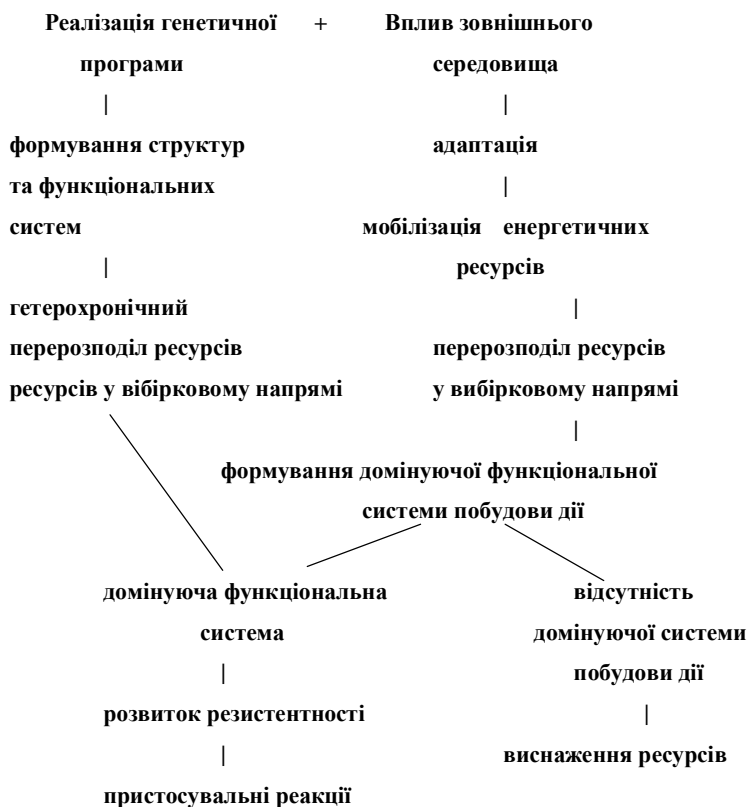 Реалізація генетичної + Вплив зовнішнього
програми середовища
| |
формування структур адаптація
та функціональних |
систем мобілізація енергетичних
| ресурсів
гетерохронічний |
перерозподіл ресурсів перерозподіл ресурсів
ресурсів у вібірковому напрямі у вибірковому напрямі
|
формування домінуючої функціональної
системи побудови дії
домінуюча функціональна відсутність
система домінуючої системи
| побудови дії
розвиток резистентності |
| виснаження ресурсів
пристосувальні реакції